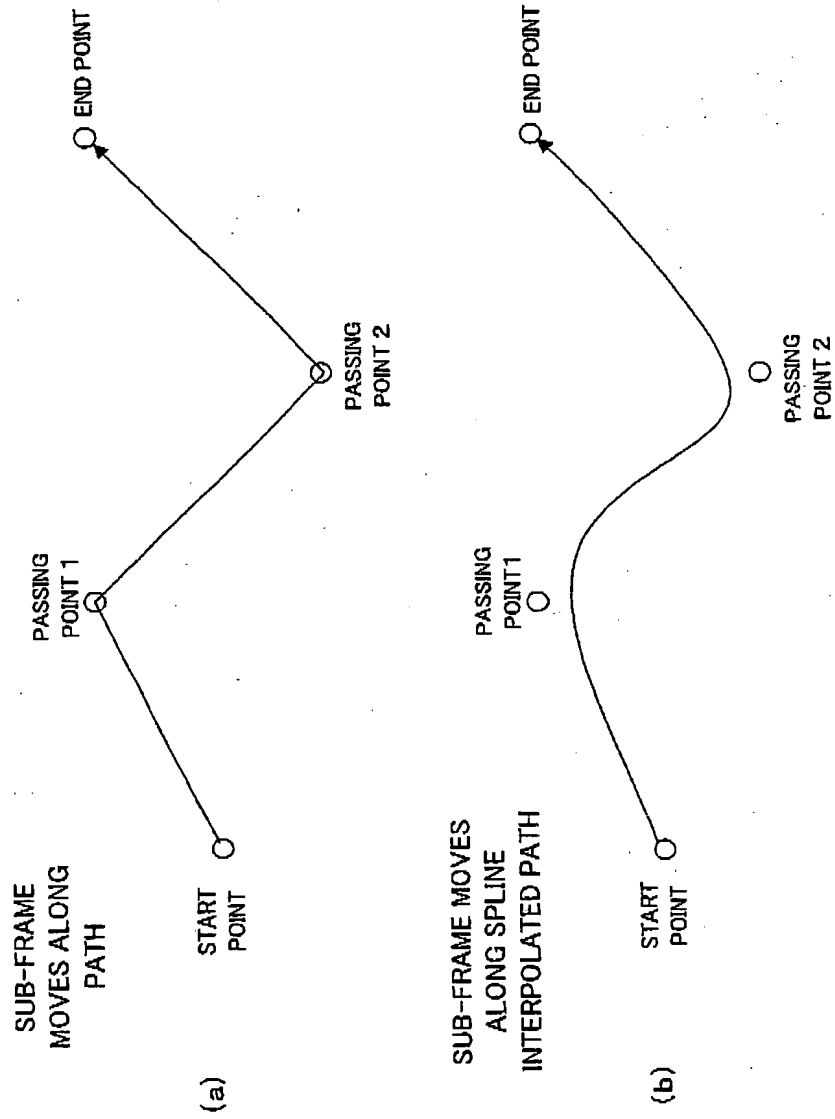 (a)
SUB-FRAME
MOVES ALONG
PATH
START
POINT
PASSING
POINT 1
PASSING
POINT 2
END POINT
(b)
SUB-FRAME MOVES
ALONG SPLINE
INTERPOLATED PATH
START
POINT
PASSING
POINT1
PASSING
POINT 2
END POINT